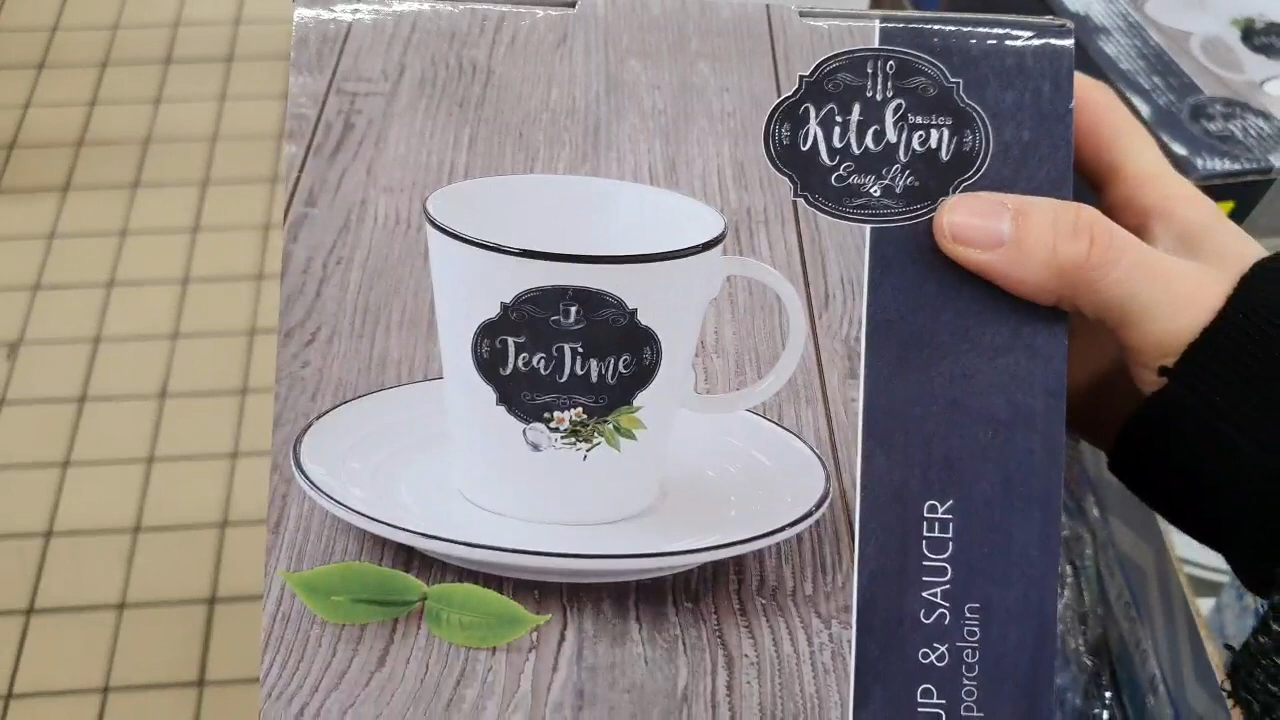 Kitchen
basics
Easy Life®
Tea Time
UP & SAUCER
porcelain